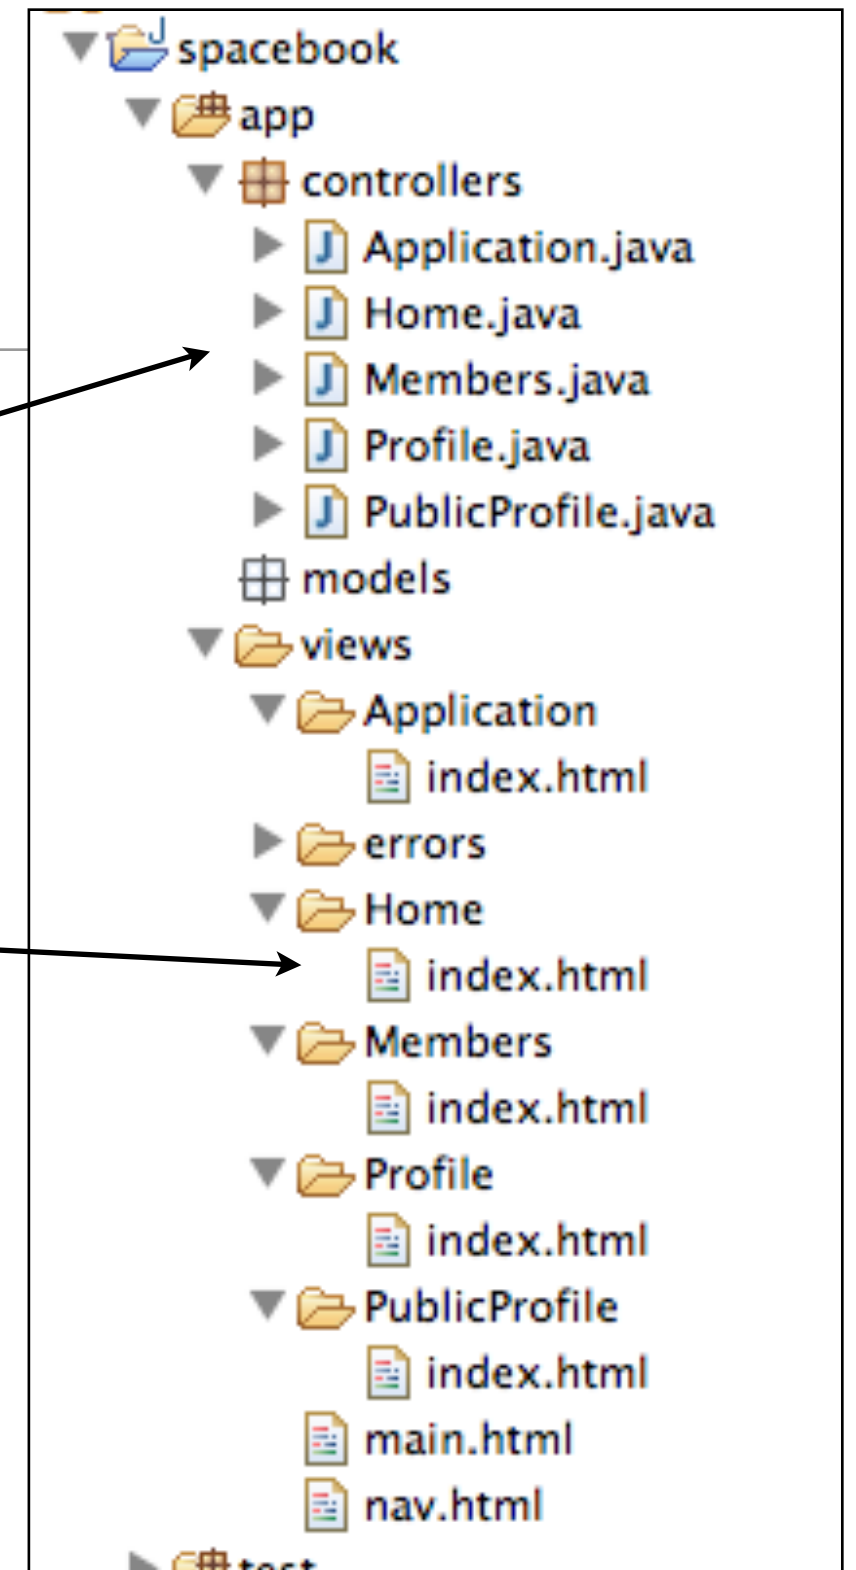 spacebook
app
controllers
Application.java
Home.java
Members.java
Profile.java
PublicProfile.java
models
views
Application
index.html
errors
Home
index.html
Members
index.html
Profile
index.html
PublicProfile
index.html
main.html
nav.html
test